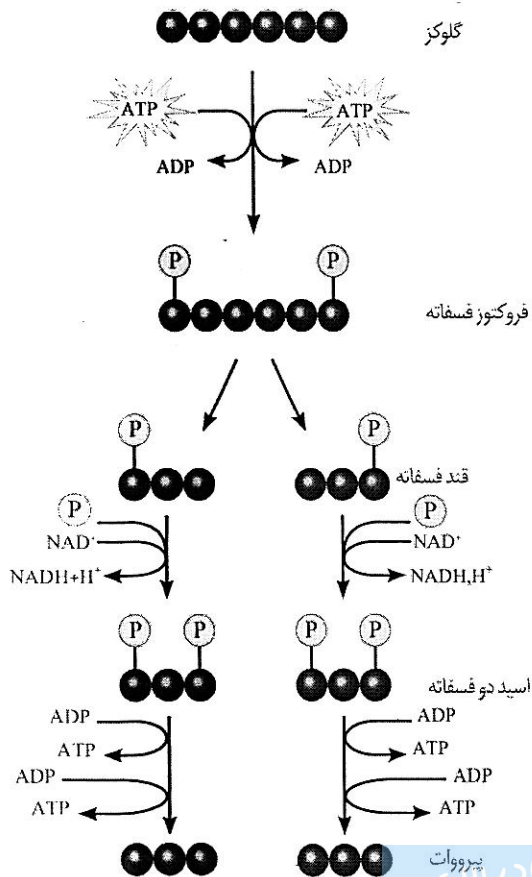 گلوکز
ATP ATP
ADP ADP
P P
فروکتوز فسفاته
P P
قند فسفاته
P P
NAD⁺ NAD⁺
NADH+H⁺ NADH,H⁺
P P P P
اسید دو فسفاته
ADP ADP
ATP ATP
ADP ADP
ATP ATP
پیرووات